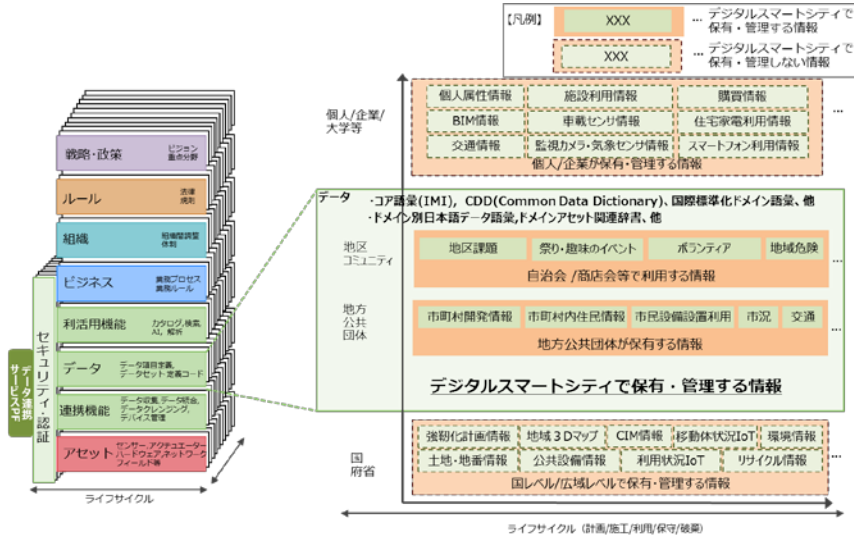 【凡例】
XXX
… デジタルスマートシティで
保有・管理する情報
XXX
… デジタルスマートシティで
保有・管理しない情報
戦略・政策
ビジョン
重点分野
ルール
法律
規則
組織
組織間調整
体制
ビジネス
業務プロセス
業務ルール
利活用機能
カタログ,検索,
AI, 解析
データ
データ項目定義,
データセット定義コード
連携機能
データ収集,データ統合,
データクレンジング,
デバイス管理
アセット
センサー,アクチュエーター
ハードウェア,ネットワーク
フィールド等
セキュリティ・認証
データ連携
サービスPF
ライフサイクル
個人/企業/
大学等
個人属性情報
施設利用情報
購買情報
…
BIM情報
車載センサ情報
住宅家電利用情報
交通情報
監視カメラ・気象センサ情報
スマートフォン利用情報
個人/企業が保有・管理する情報
データ
・コア語彙(IMI), CDD(Common Data Dictionary)、国際標準化ドメイン語彙、他
・ドメイン別日本語データ語彙,ドメインアセット関連辞書、他
地区
コミュニティ
地区課題
祭り・趣味のイベント
ボランティア
地域危険
…
自治会/商店会等で利用する情報
地方
公共
団体
市町村開発情報
市町村内住民情報
市民設備設置利用
市況
交通
…
地方公共団体が保有する情報
デジタルスマートシティで保有・管理する情報
国
府省
強靭化計画情報
地域3Dマップ
CIM情報
移動体状況IoT
環境情報
土地・地番情報
公共設備情報
利用状況IoT
リサイクル情報
…
国レベル/広域レベルで保有・管理する情報
ライフサイクル（計画/施工/利用/保守/破棄）